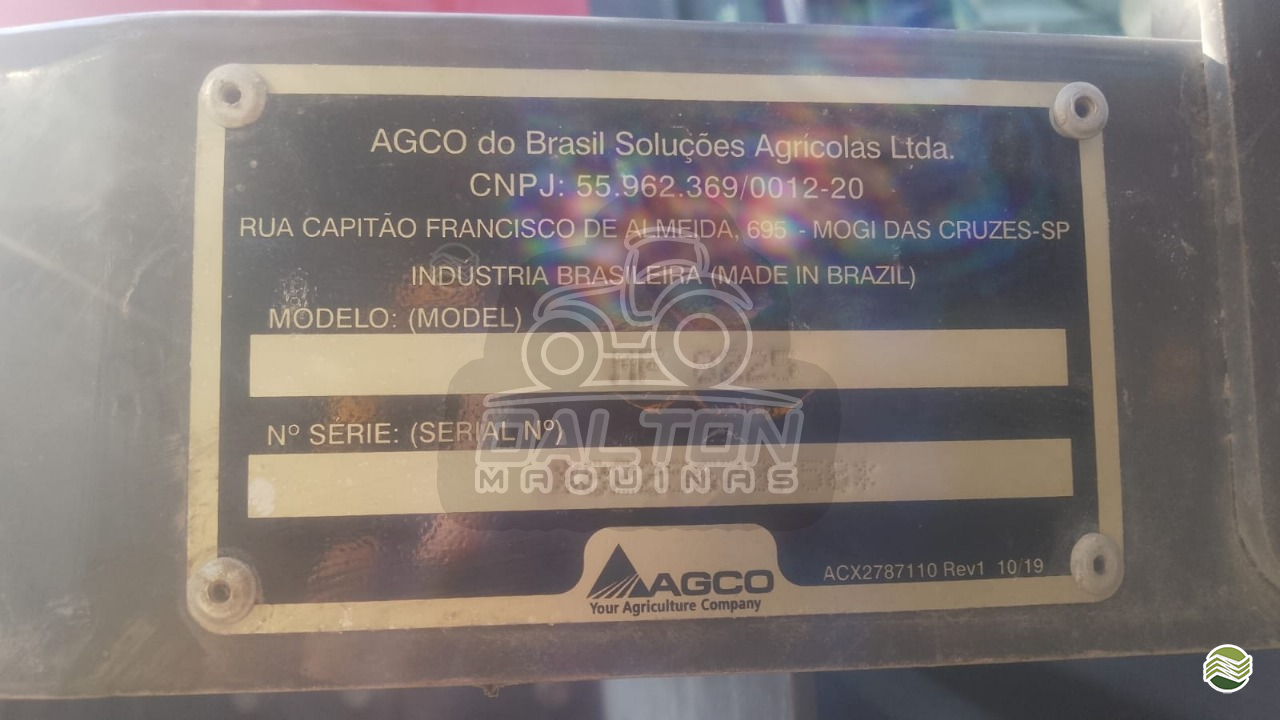 AGCO do Brasil Soluções Agrícolas Ltda.
CNPJ: 55.962.369/0012-20
RUA CAPITÃO FRANCISCO DE ALMEIDA, 695 - MOGI DAS CRUZES-SP
INDÚSTRIA BRASILEIRA (MADE IN BRAZIL)
MODELO: (MODEL)
Nº SÉRIE: (SERIAL Nº)
DALTON
MAQUINAS
AGCO
Your Agriculture Company
ACX2787110 Rev1 10/19